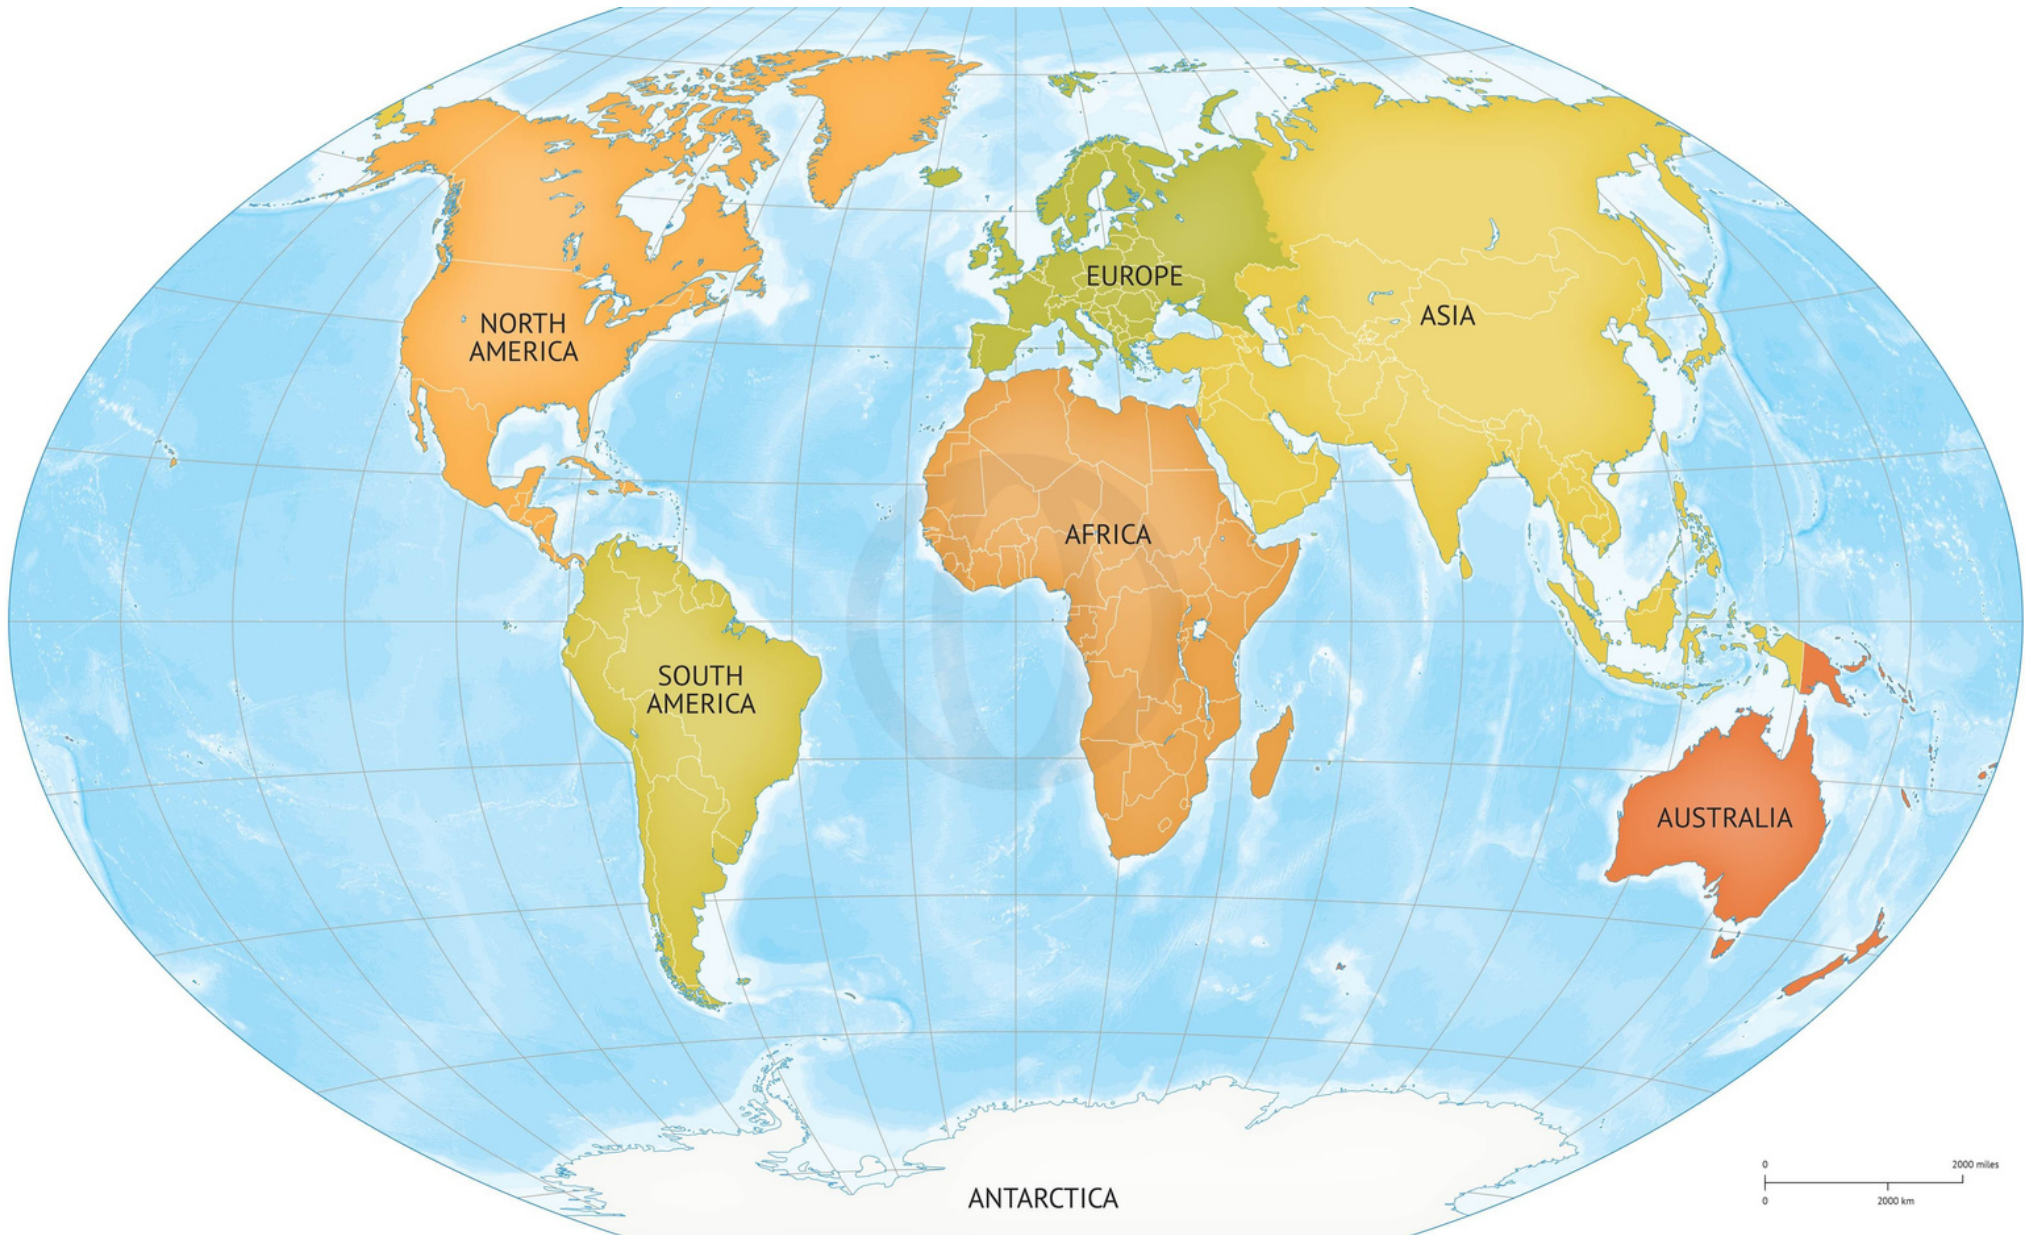 NORTH
AMERICA
EUROPE
ASIA
AFRICA
SOUTH
AMERICA
AUSTRALIA
ANTARCTICA
0 2000 miles
0 2000 km